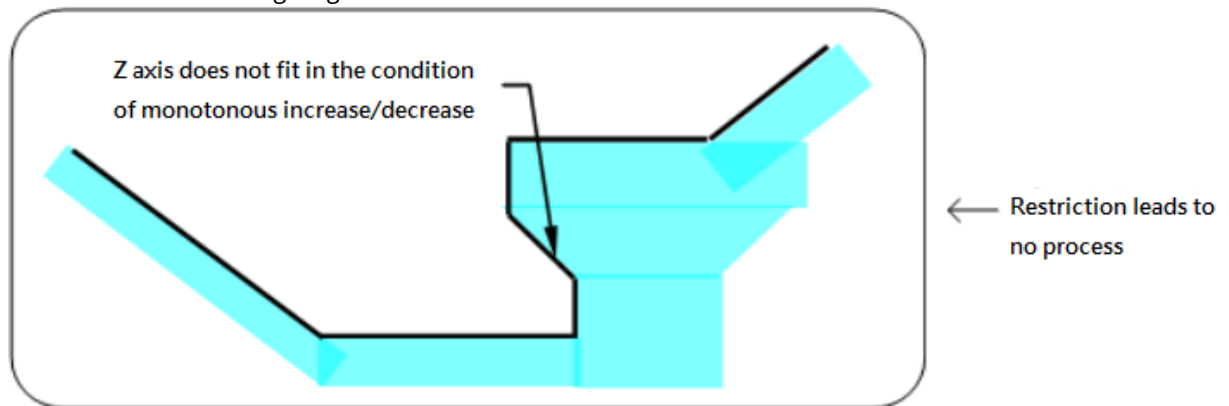 Z axis does not fit in the condition
of monotonous increase/decrease
Restriction leads to
no process